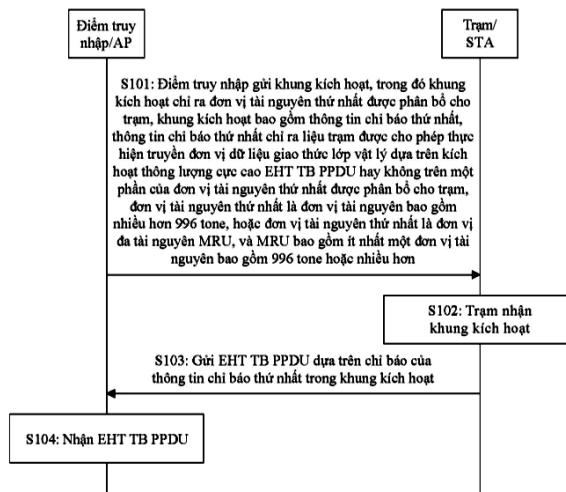 Điểm truy
nhập/AP
Trạm/
STA
S101: Điểm truy nhập gửi khung kích hoạt, trong đó khung
kích hoạt chỉ ra đơn vị tài nguyên thứ nhất được phân bổ cho
trạm, khung kích hoạt bao gồm thông tin chỉ báo thứ nhất,
thông tin chỉ báo thứ nhất chỉ ra liệu trạm được cho phép thực
hiện truyền đơn vị dữ liệu giao thức lớp vật lý dựa trên kích
hoạt thông lượng cực cao EHT TB PPDU hay không trên một
phần của đơn vị tài nguyên thứ nhất được phân bổ cho trạm,
đơn vị tài nguyên thứ nhất là đơn vị tài nguyên bao gồm
nhiều hơn 996 tone, hoặc đơn vị tài nguyên thứ nhất là đơn vị
đa tài nguyên MRU, và MRU bao gồm ít nhất một đơn vị tài
nguyên bao gồm 996 tone hoặc nhiều hơn
S102: Trạm nhận
khung kích hoạt
S103: Gửi EHT TB PPDU dựa trên chỉ báo của
thông tin chỉ báo thứ nhất trong khung kích hoạt
S104: Nhận EHT TB PPDU